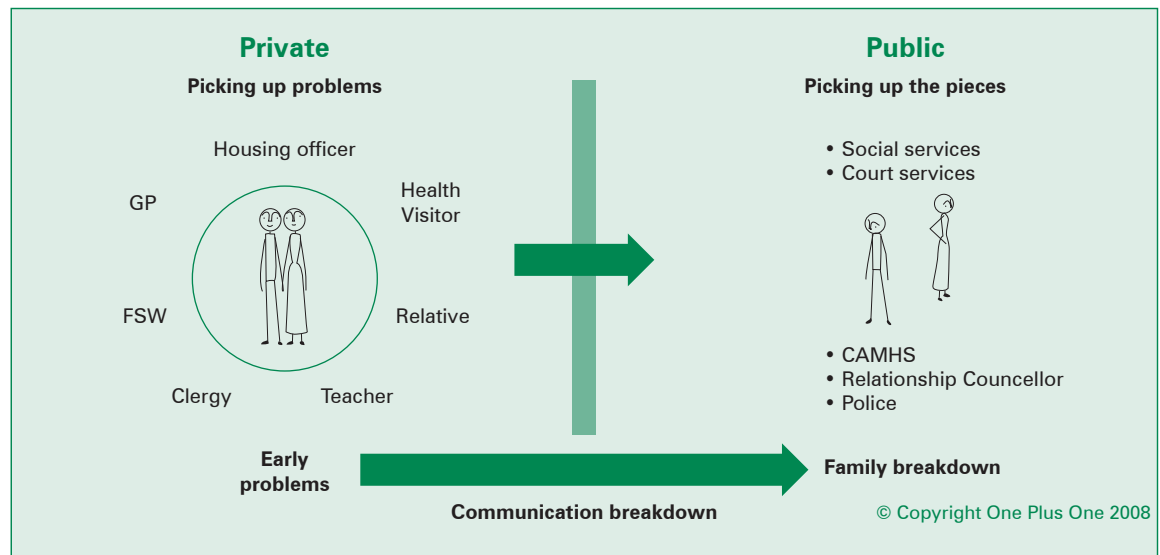 Private
Picking up problems
Housing officer
GP
Health
Visitor
FSW
Relative
Clergy
Teacher
Public
Picking up the pieces
• Social services
• Court services
• CAMHS
• Relationship Councellor
• Police
Early
problems
Communication breakdown
Family breakdown
© Copyright One Plus One 2008